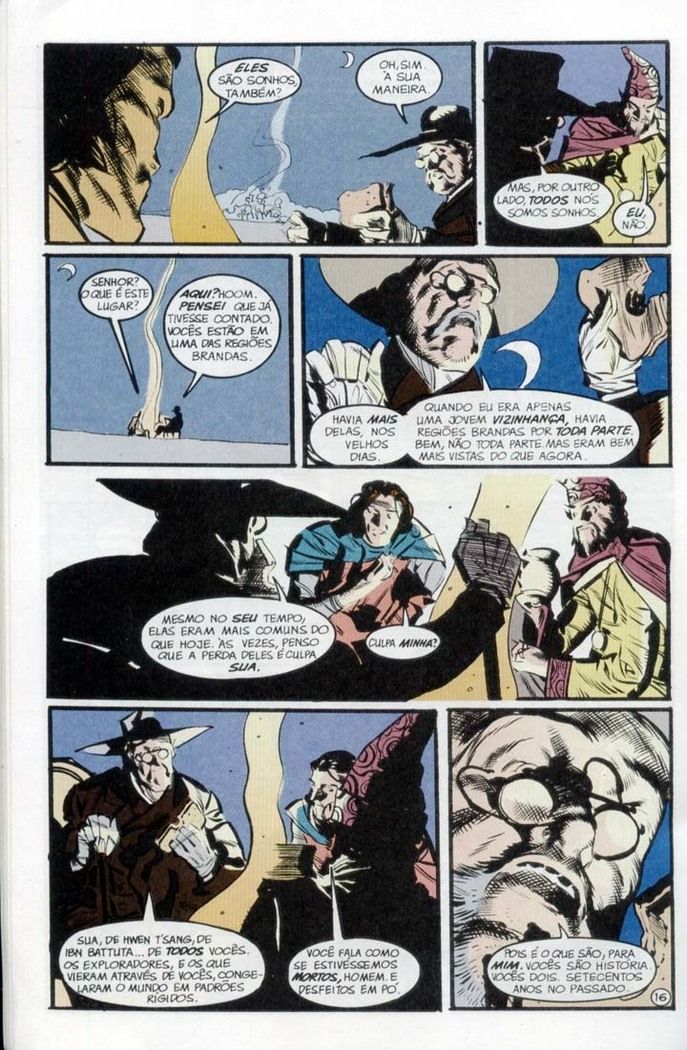 ELES
SÃO SONHOS,
TAMBÉM?
OH, SIM.
À SUA
MANEIRA.
MAS, POR OUTRO
LADO, TODOS NÓS
SOMOS SONHOS.
EU,
NÃO.
SENHOR?
O QUE É ESTE
LUGAR?
AQUI? HOOM.
PENSEI QUE JÁ
TIVESSE CONTADO.
VOCÊS ESTÃO EM
UMA DAS REGIÕES
BRANDAS.
HAVIA MAIS
DELAS, NOS
VELHOS
DIAS.
QUANDO EU ERA APENAS
UMA JOVEM VIZINHANÇA, HAVIA
REGIÕES BRANDAS POR TODA PARTE.
BEM, NÃO TODA PARTE. MAS ERAM BEM
MAIS VISTAS DO QUE AGORA.
MESMO NO SEU TEMPO,
ELAS ERAM MAIS COMUNS DO
QUE HOJE. ÀS VEZES, PENSO
QUE A PERDA DELES É CULPA
SUA.
CULPA MINHA?
SUA, DE HWEN T'SANG, DE
IBN BATTUTA... DE TODOS VOCÊS.
OS EXPLORADORES, E OS QUE
VIERAM ATRAVÉS DE VOCÊS, CONGE-
LARAM O MUNDO EM PADRÕES
RÍGIDOS.
VOCÊ FALA COMO
SE ESTIVÉSSEMOS
MORTOS, HOMEM. E
DESFEITOS EM PÓ.
POIS É O QUE SÃO, PARA
MIM. VOCÊS SÃO HISTÓRIA.
VOCÊS DOIS. SETECENTOS
ANOS NO PASSADO.
16